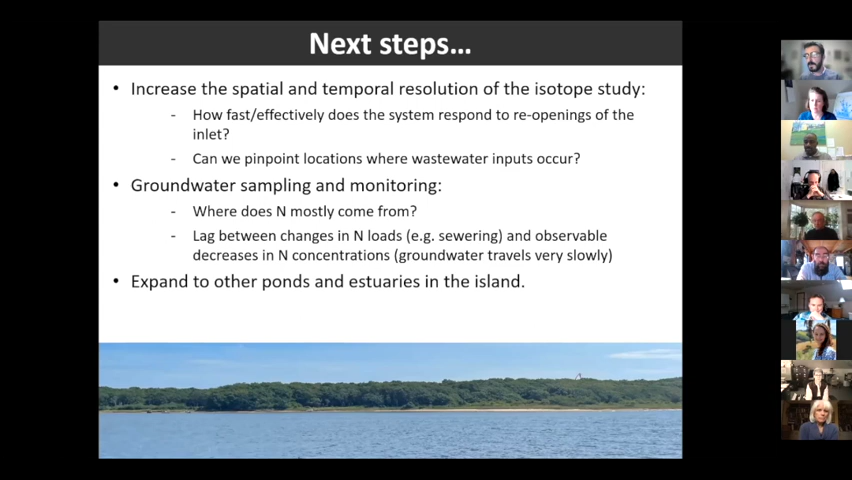 Next steps...
• Increase the spatial and temporal resolution of the isotope study:
- How fast/effectively does the system respond to re-openings of the
inlet?
- Can we pinpoint locations where wastewater inputs occur?
• Groundwater sampling and monitoring:
- Where does N mostly come from?
- Lag between changes in N loads (e.g. sewering) and observable
decreases in N concentrations (groundwater travels very slowly)
• Expand to other ponds and estuaries in the island.